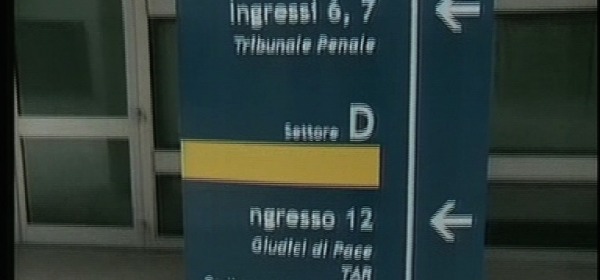 ingressi 6, 7
Tribunale Penale
Settore D
ngresso 12
Giudici di Pace
TAR